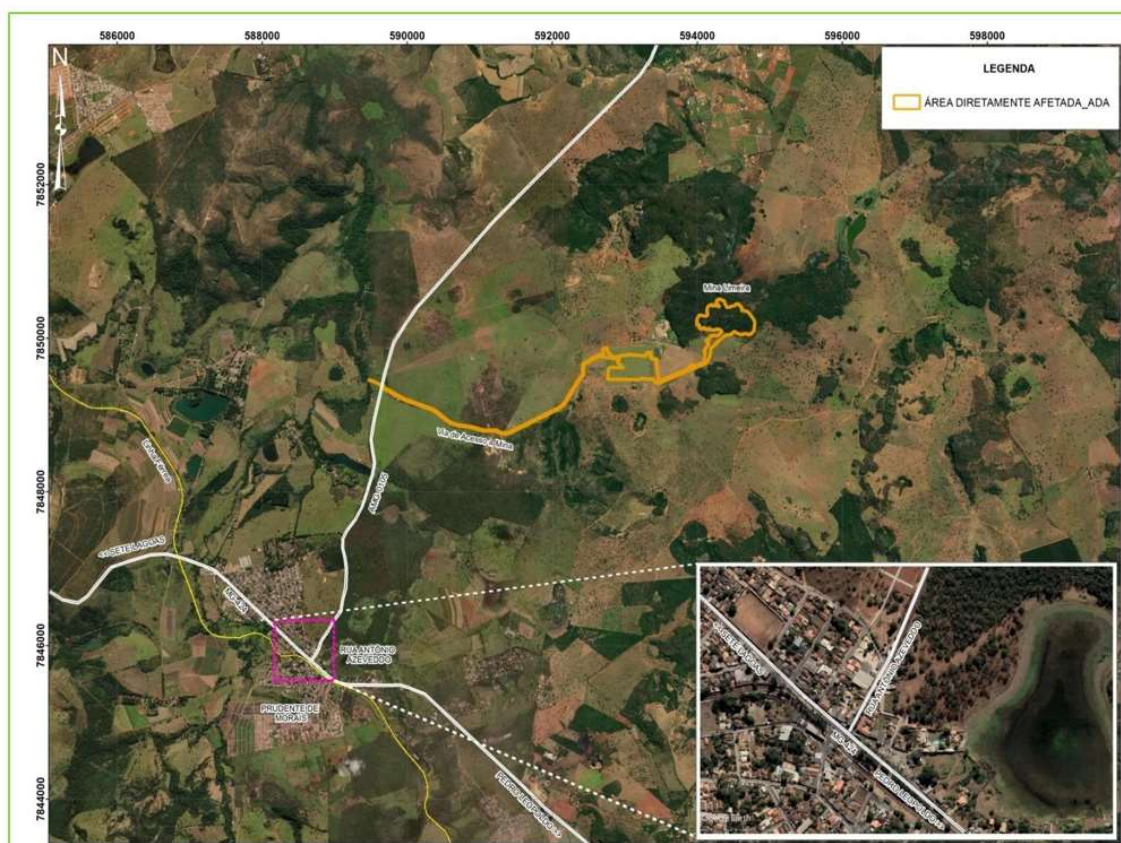 586000
588000
590000
592000
594000
596000
598000
N
LEGENDA
ÁREA DIRETAMENTE AFETADA_ADA
7852000
7850000
7848000
7846000
7844000
Mina Limeira
Via de Acesso à Mina
Linha Férrea
AMG-0105
<< SETE LAGOAS
MG-424
RUA ANTÔNIO
AZEVEDO
PRUDENTE DE
MORAIS
PEDRO LEOPOLDO >>
<< SETE LAGOAS
RUA ANTÔNIO AZEVEDO
MG-424
PEDRO LEOPOLDO >>